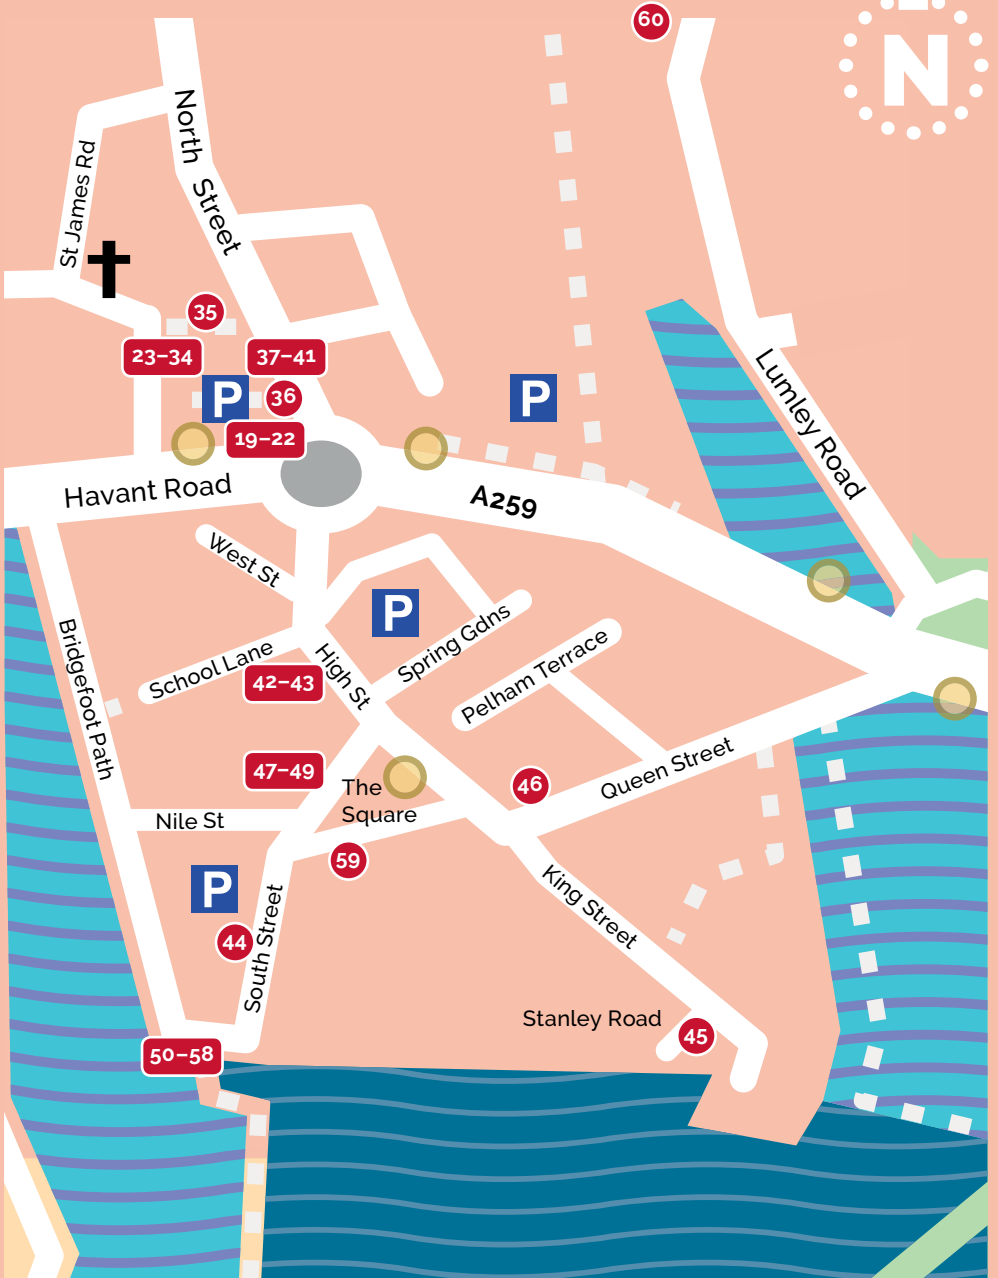 60
N
North Street
St James Rd
35
23–34
37–41
P
36
P
19–22
Havant Road
A259
Lumley Road
West St
P
Bridgefoot Path
School Lane
High St
Spring Gdns
Pelham Terrace
42–43
47–49
The
Square
46
Queen Street
Nile St
59
P
King Street
44
South Street
Stanley Road
45
50–58